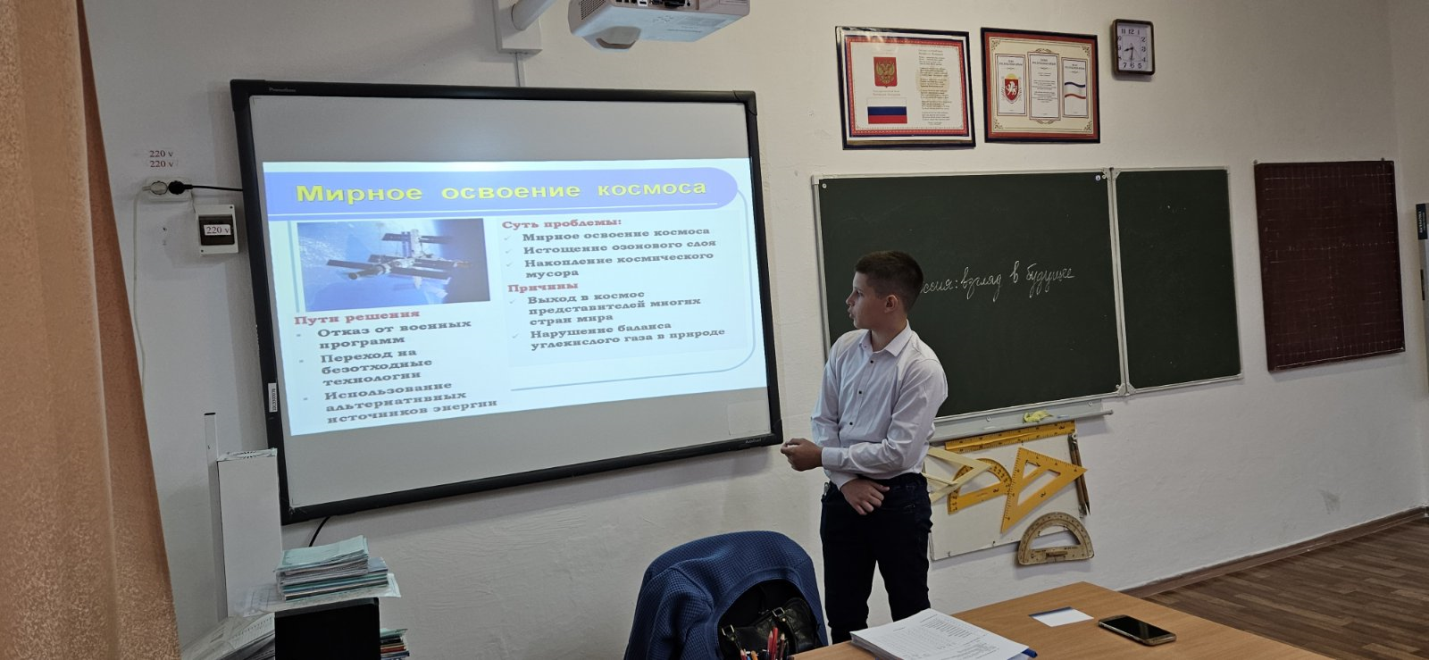 220 v
220 v
220 v
Мирное освоение космоса
Суть проблемы:
Мирное освоение космоса
Истощение озонового слоя
Накопление космического
мусора
Причины
Выход в космос
представителей многих
стран мира
Нарушение баланса
углекислого газа в природе
Пути решения
Отказ от военных
программ
Переход на
безотходные
технологии
Использование
альтернативных
источников энергии
взгляд в будущее